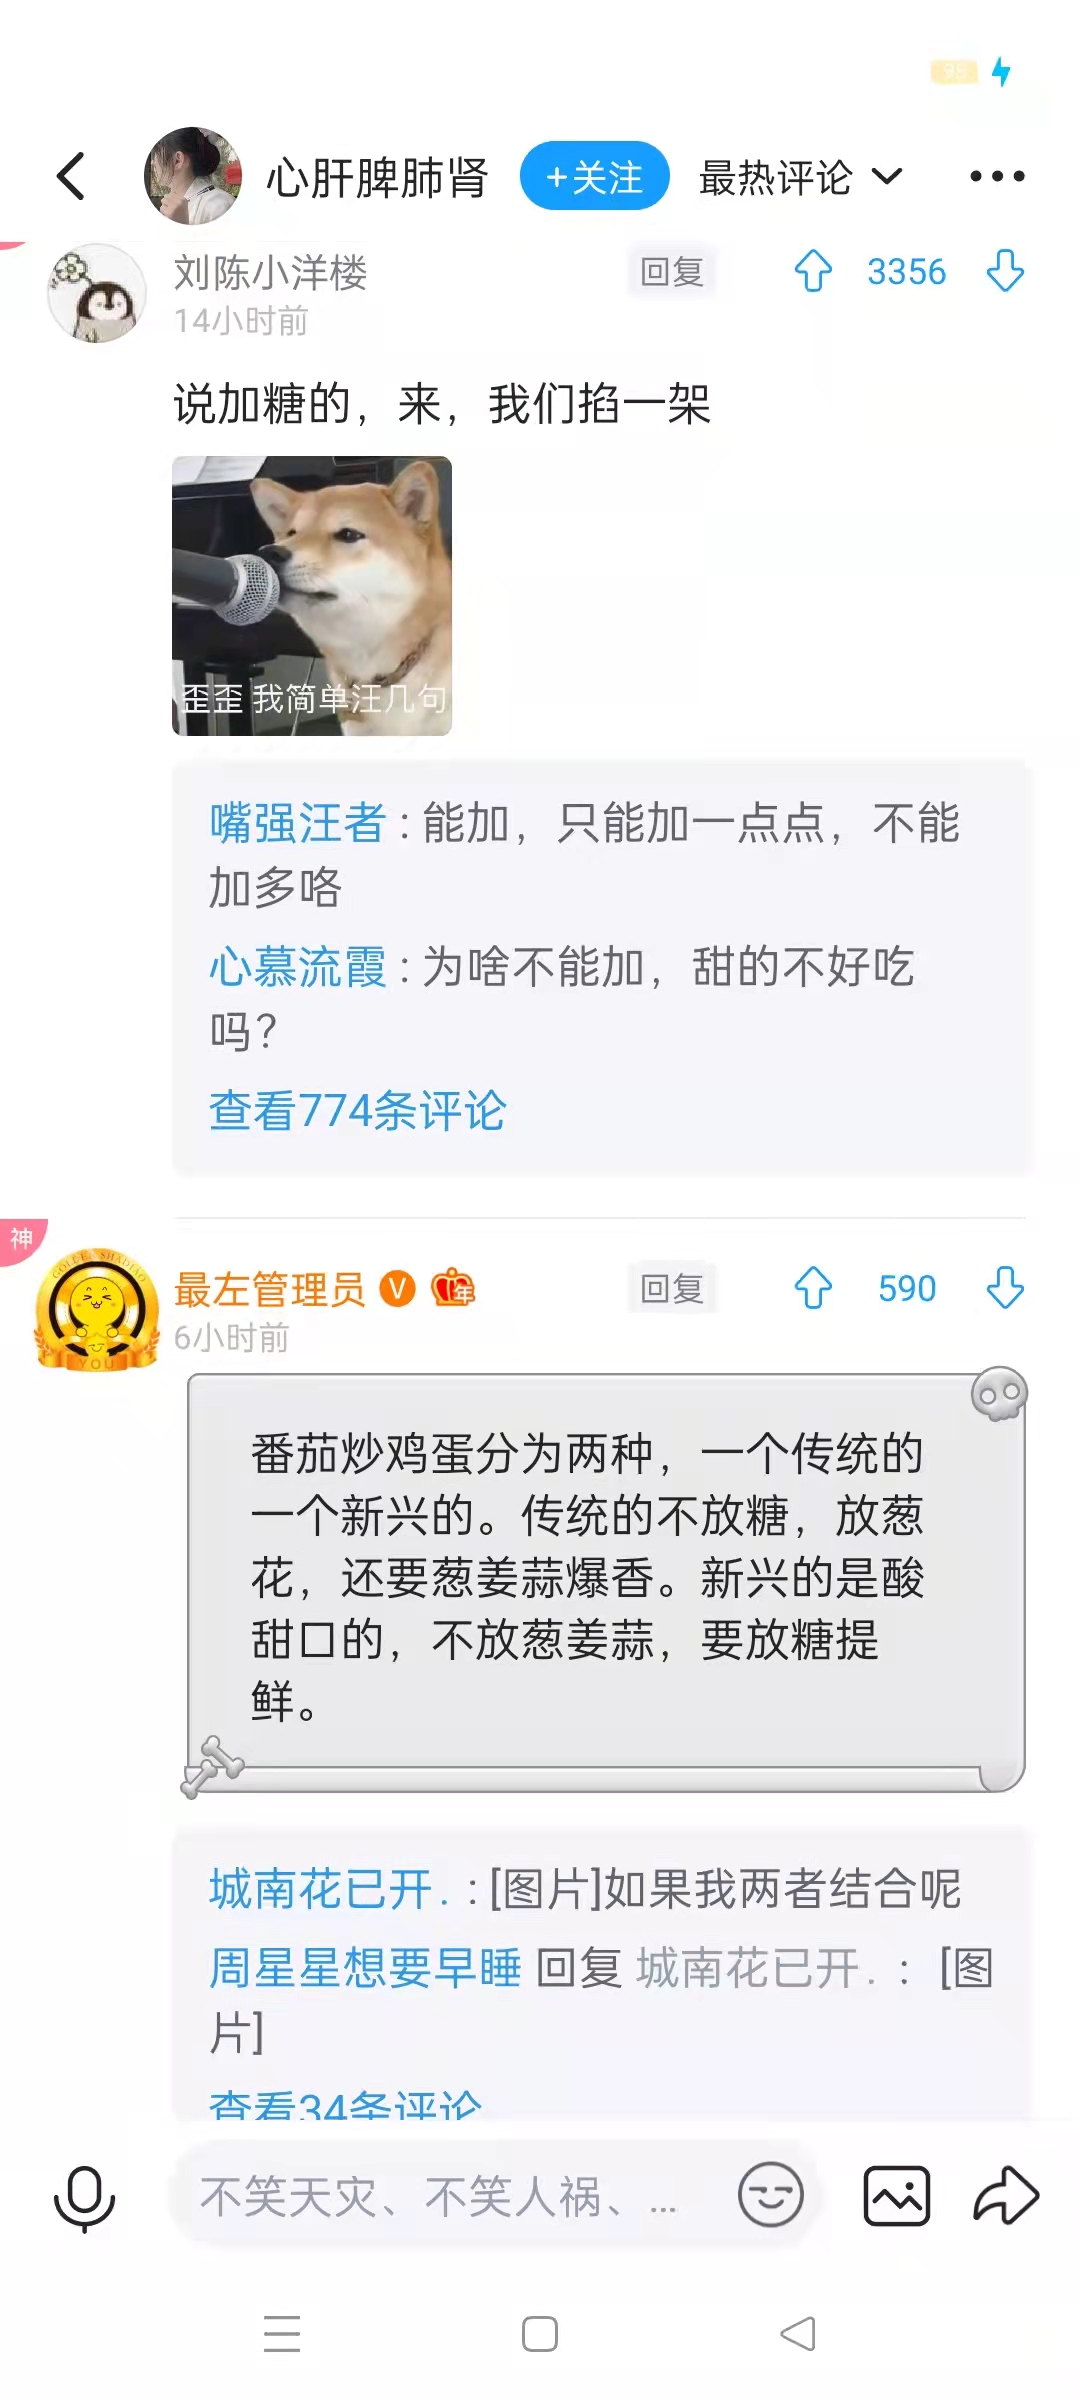 95
心肝脾肺肾 +关注 最热评论
刘陈小洋楼 回复 3356
14小时前
说加糖的，来，我们掐一架
歪歪 我简单汪几句
嘴强汪者：能加，只能加一点点，不能
加多咯
心慕流霞：为啥不能加，甜的不好吃
吗？
查看774条评论
神
GOLDEN SHADIAO
YOU
最左管理员 V 年 回复 590
6小时前
番茄炒鸡蛋分为两种，一个传统的
一个新兴的。传统的不放糖，放葱
花，还要葱姜蒜爆香。新兴的是酸
甜口的，不放葱姜蒜，要放糖提
鲜。
城南花已开.：[图片]如果我两者结合呢
周星星想要早睡 回复 城南花已开.：[图
片]
查看34条评论
不笑天灾、不笑人祸、...